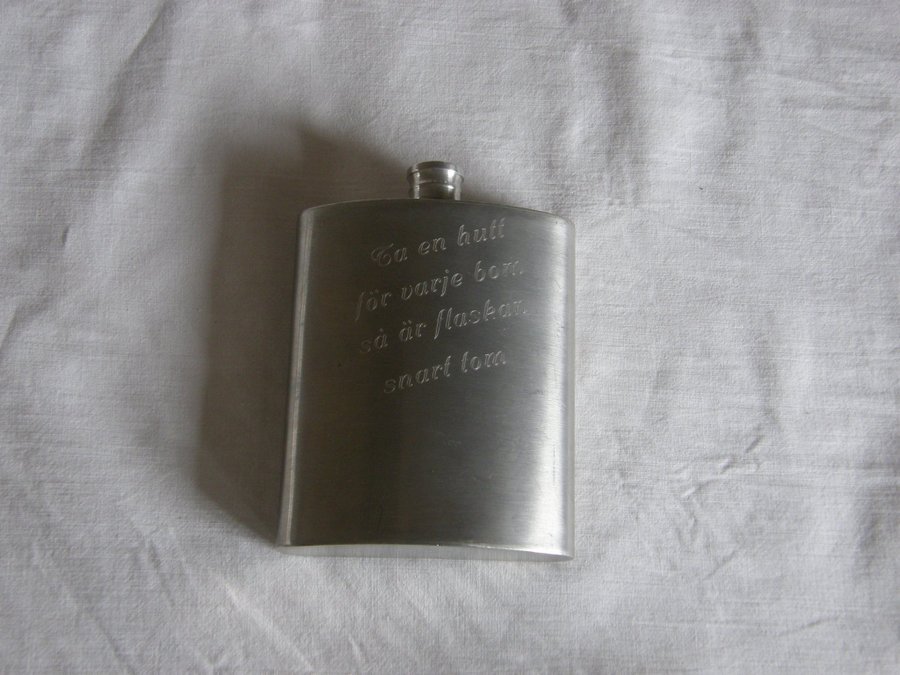 Ta en hutt
för varje bom
så är flaskan
snart tom